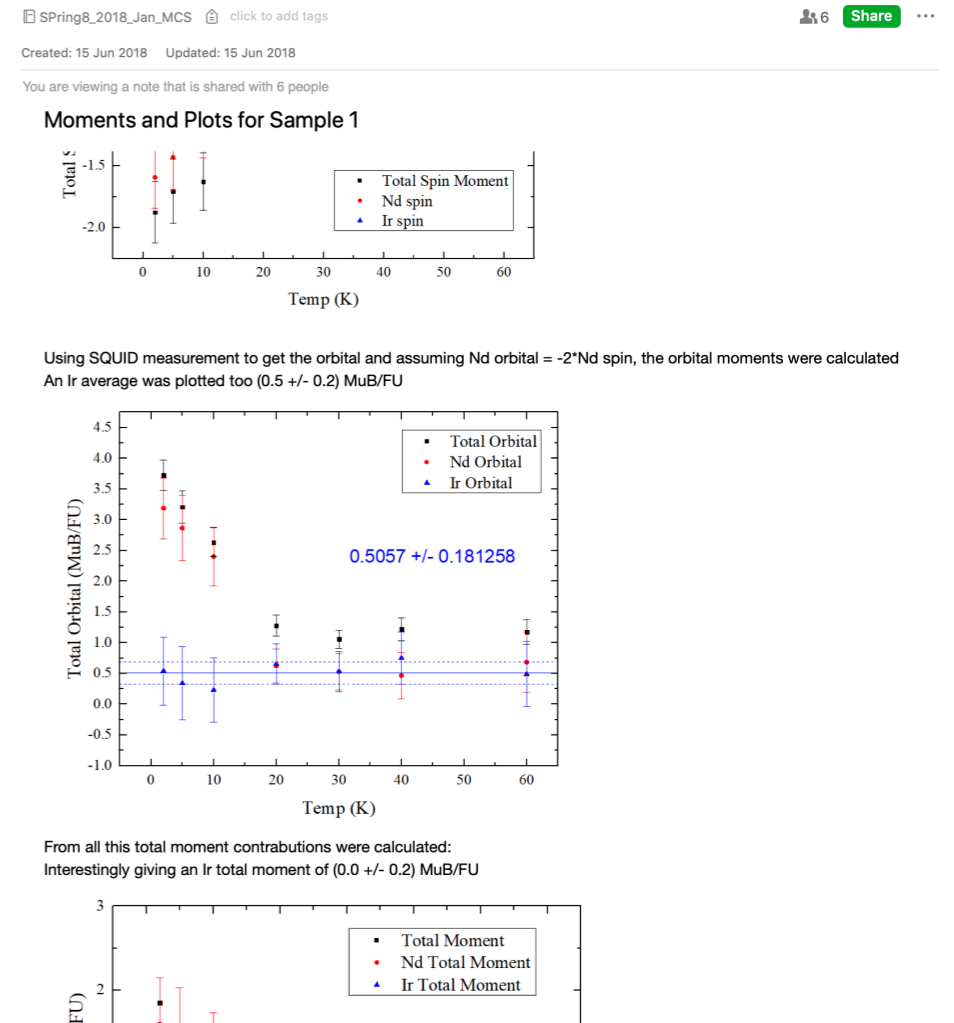 SPring8_2018_Jan_MCS click to add tags 6 Share
Created: 15 Jun 2018 Updated: 15 Jun 2018
You are viewing a note that is shared with 6 people
Moments and Plots for Sample 1
Total
-1.5
-2.0
Total Spin Moment
Nd spin
Ir spin
0 10 20 30 40 50 60
Temp (K)
Using SQUID measurement to get the orbital and assuming Nd orbital = -2*Nd spin, the orbital moments were calculated
An Ir average was plotted too (0.5 +/- 0.2) MuB/FU
Total Orbital (MuB/FU)
4.5
4.0
3.5
3.0
2.5
2.0
1.5
1.0
0.5
0.0
-0.5
-1.0
Total Orbital
Nd Orbital
Ir Orbital
0.5057 +/- 0.181258
0 10 20 30 40 50 60
Temp (K)
From all this total moment contrabutions were calculated:
Interestingly giving an Ir total moment of (0.0 +/- 0.2) MuB/FU
3
2
FU)
Total Moment
Nd Total Moment
Ir Total Moment